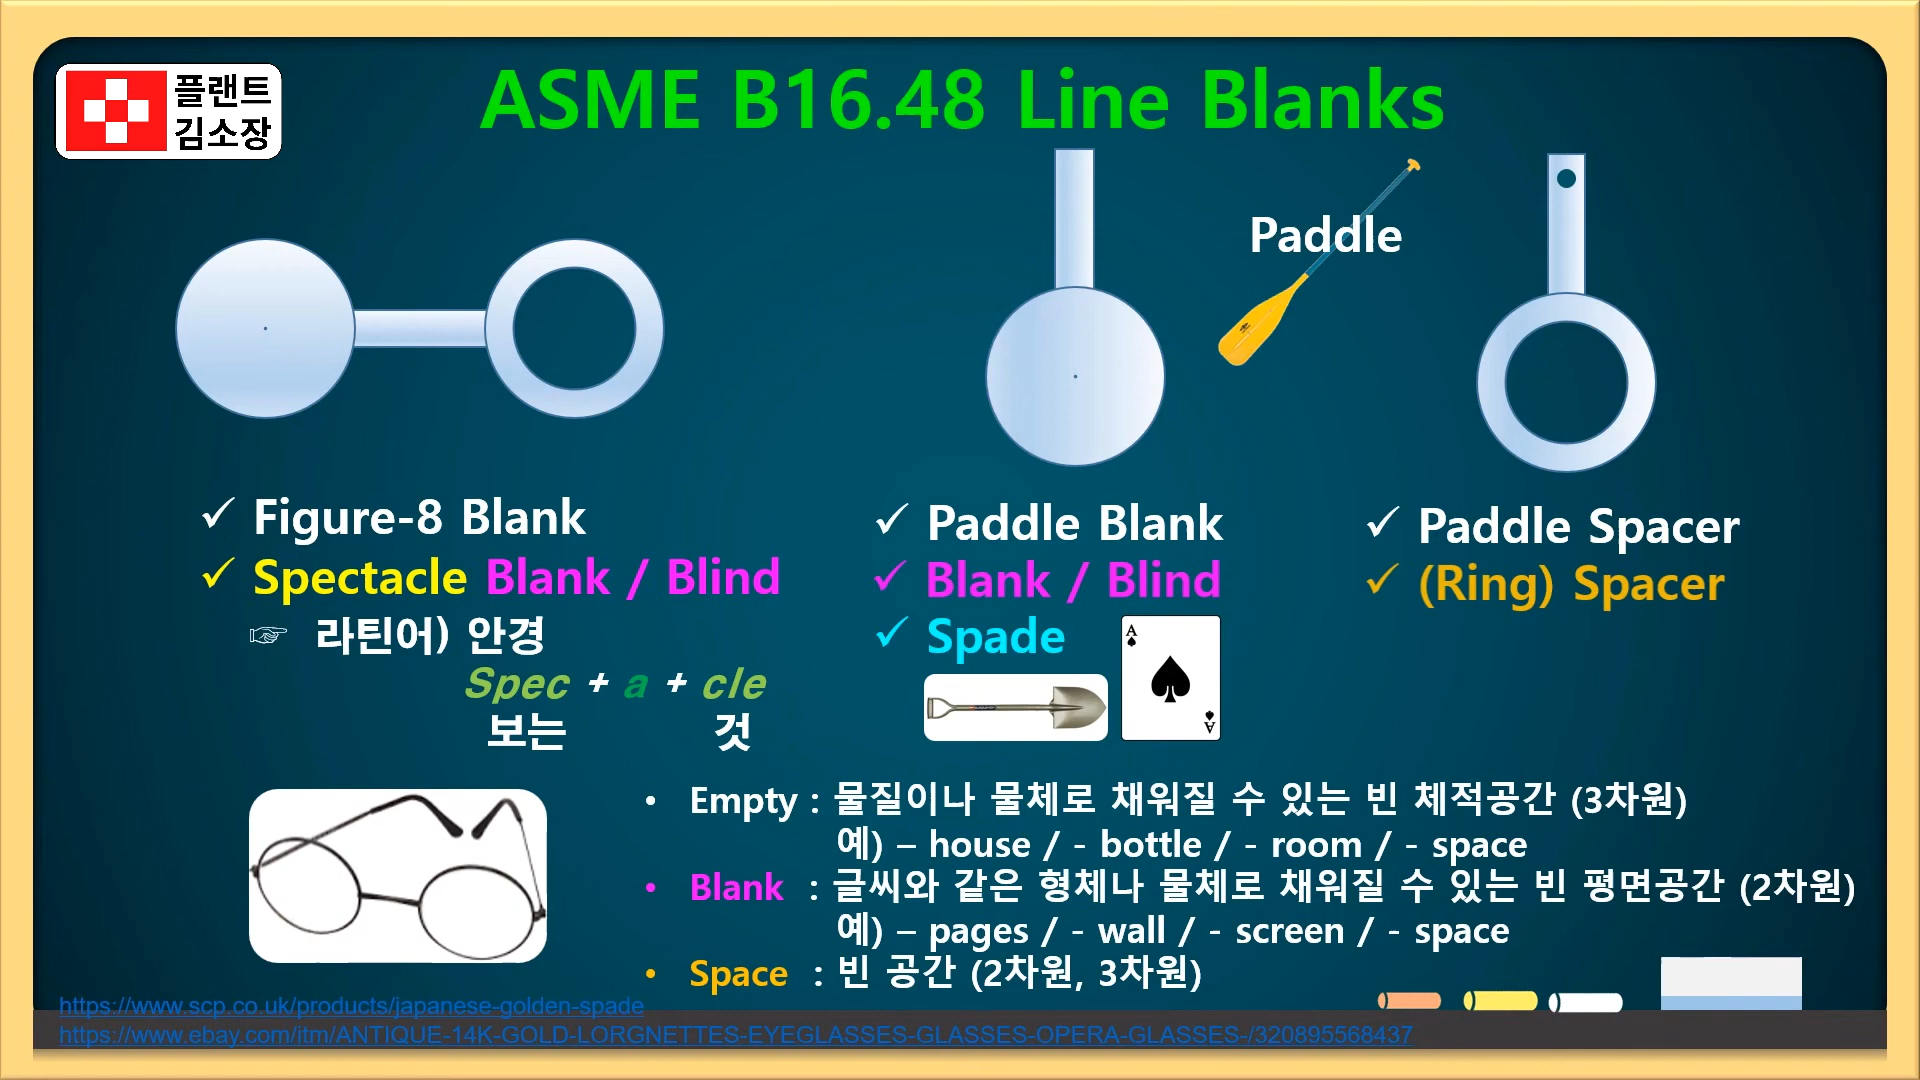 플랜트
김소장
ASME B16.48 Line Blanks
Paddle
✓ Figure-8 Blank
✓ Spectacle Blank / Blind
☞ 라틴어) 안경
Spec + a + cle
보는 것
✓ Paddle Blank
✓ Blank / Blind
✓ Spade
A
A
✓ Paddle Spacer
✓ (Ring) Spacer
• Empty : 물질이나 물체로 채워질 수 있는 빈 체적공간 (3차원)
예) – house / - bottle / - room / - space
• Blank : 글씨와 같은 형체나 물체로 채워질 수 있는 빈 평면공간 (2차원)
예) – pages / - wall / - screen / - space
• Space : 빈 공간 (2차원, 3차원)
https://www.scp.co.uk/products/japanese-golden-spade
https://www.ebay.com/itm/ANTIQUE-14K-GOLD-LORGNETTES-EYEGLASSES-GLASSES-OPERA-GLASSES-/320895568437